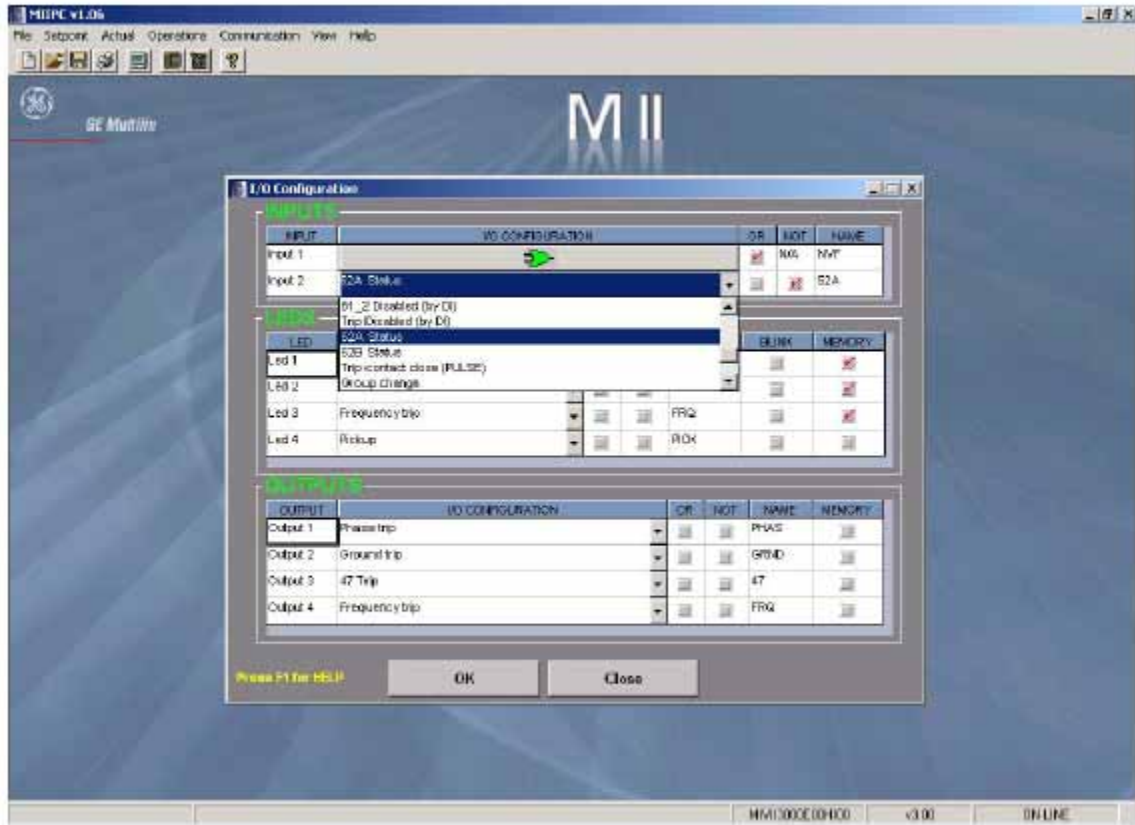 MIIPC v1.06
File Setpoint Actual Operations Communication View Help
GE Multilin
M II
I/O Configuration
INPUTS
INPUT I/O CONFIGURATION OR NOT NAME
Input 1 N/A NVF
Input 2 52A Status 52A
81_2 Disabled (by DI)
Trip Disabled (by DI)
52A Status
52B Status
Trip contact close (PULSE)
Group change
LEDS
LED BLINK MEMORY
Led 1
Led 2
Led 3 Frequency trip FRQ
Led 4 Pickup PICK
OUTPUTS
OUTPUT I/O CONFIGURATION OR NOT NAME MEMORY
Output 1 Phase trip PHAS
Output 2 Ground trip GRND
Output 3 47 Trip 47
Output 4 Frequency trip FRQ
Press F1 for HELP
OK Close
v3.00 ON-LINE